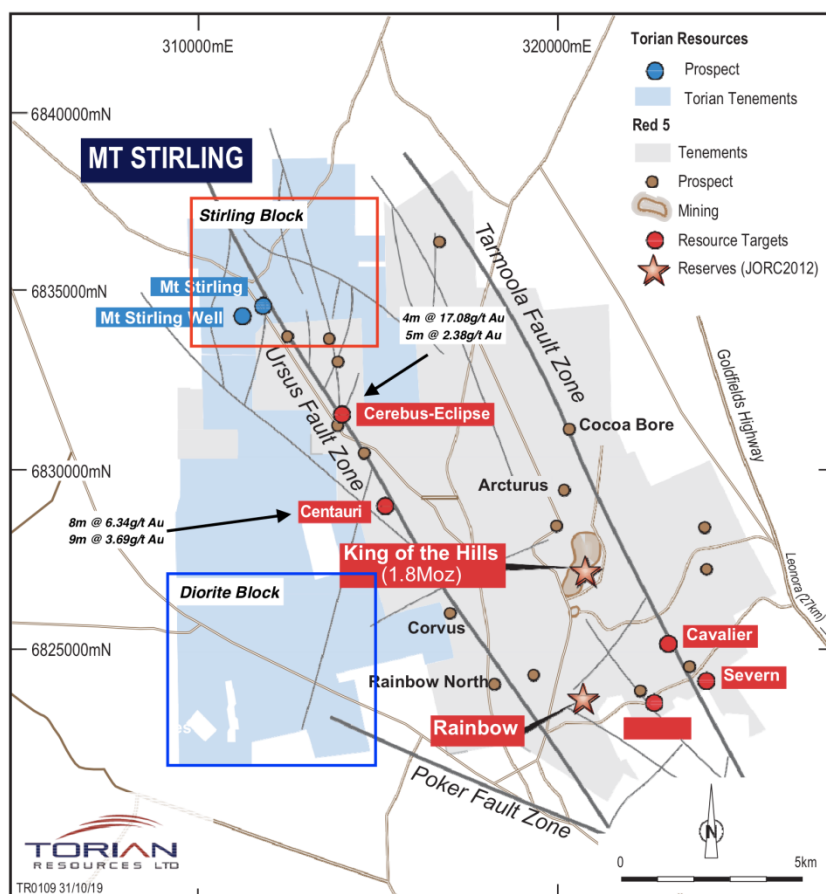 310000mE
320000mE
6840000mN
6835000mN
6830000mN
6825000mN
Torian Resources
Prospect
Torian Tenements
Red 5
Tenements
Prospect
Mining
Resource Targets
Reserves (JORC2012)
MT STIRLING
Stirling Block
Mt Stirling
Mt Stirling Well
4m @ 17.08g/t Au
5m @ 2.38g/t Au
Tarmoola Fault Zone
Ursus Fault Zone
Goldfields Highway
Cerebus-Eclipse
Cocoa Bore
Arcturus
Centauri
8m @ 6.34g/t Au
9m @ 3.69g/t Au
King of the Hills
(1.8Moz)
Leonora (27km)
Diorite Block
Corvus
Cavalier
Severn
Rainbow North
Rainbow
Poker Fault Zone
N
0
5km
TORIAN
RESOURCES LTD
TR0109 31/10/19